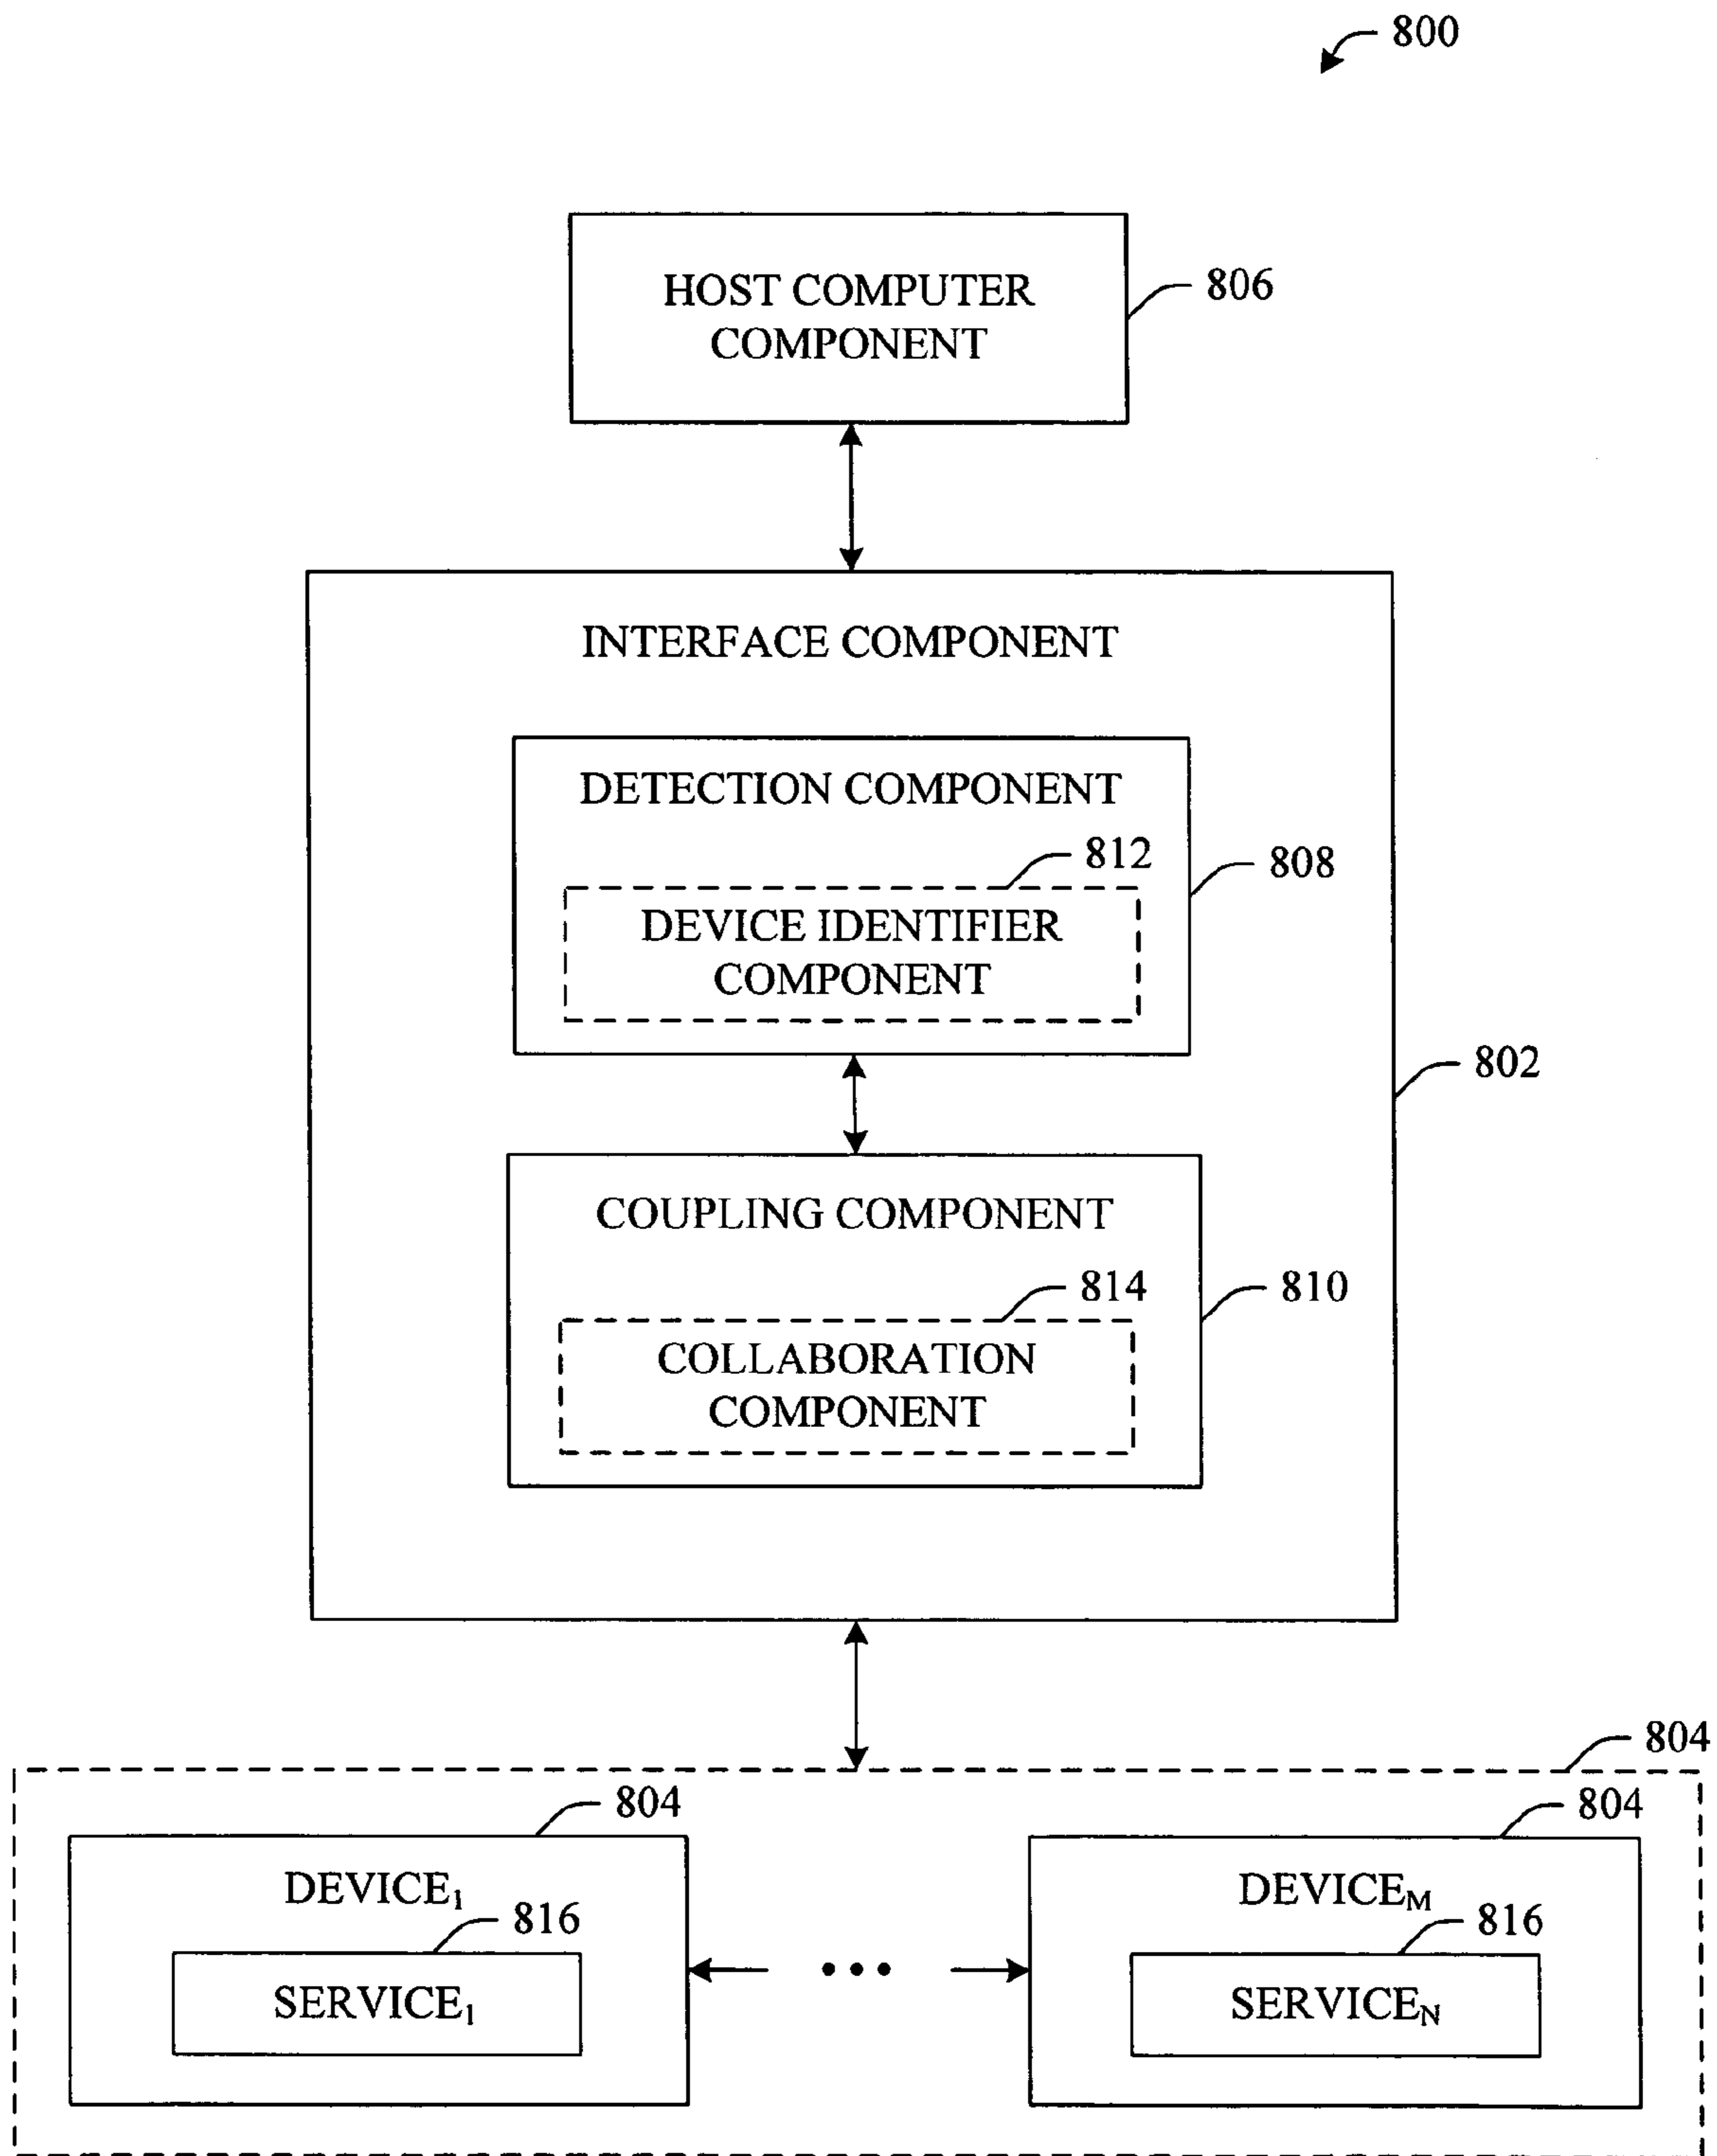 800
HOST COMPUTER
COMPONENT
806
INTERFACE COMPONENT
DETECTION COMPONENT
812
808
DEVICE IDENTIFIER
COMPONENT
802
COUPLING COMPONENT
814
810
COLLABORATION
COMPONENT
804
804
804
DEVICE₁
DEVICEM
816
816
SERVICE₁
•••
SERVICEN